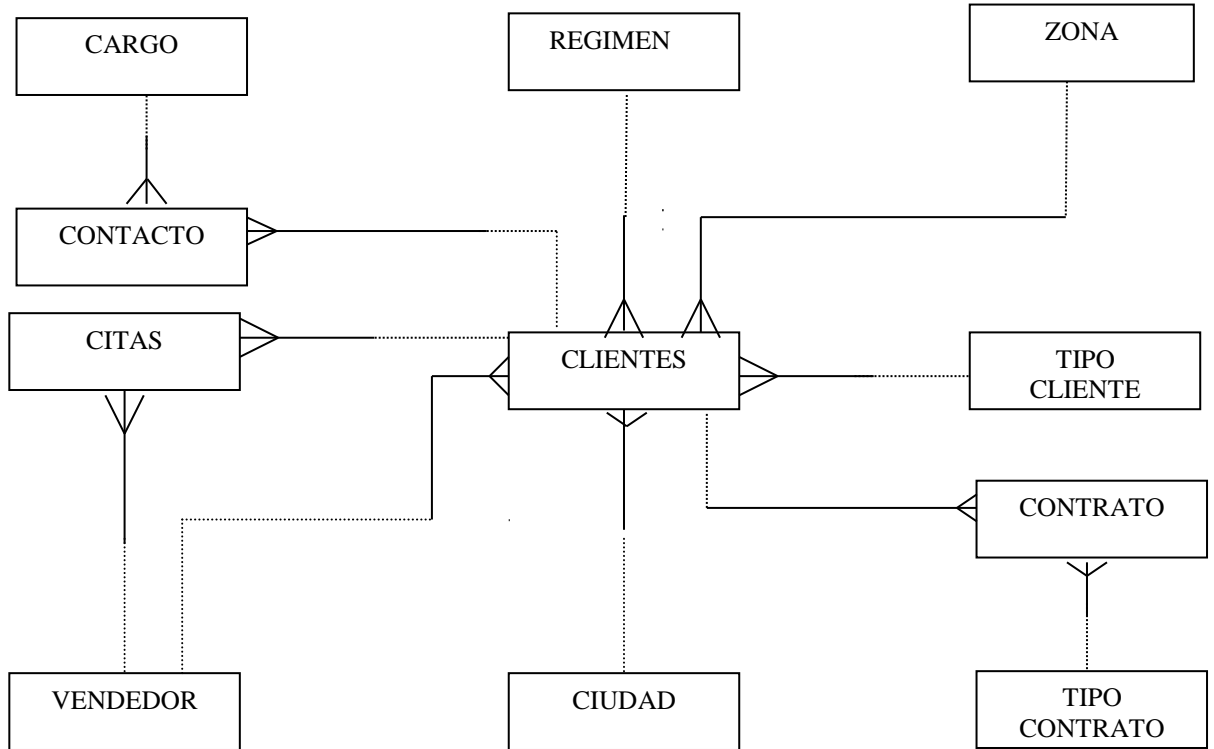 CARGO
REGIMEN
ZONA
CONTACTO
CITAS
CLIENTES
TIPO
CLIENTE
CONTRATO
VENDEDOR
CIUDAD
TIPO
CONTRATO